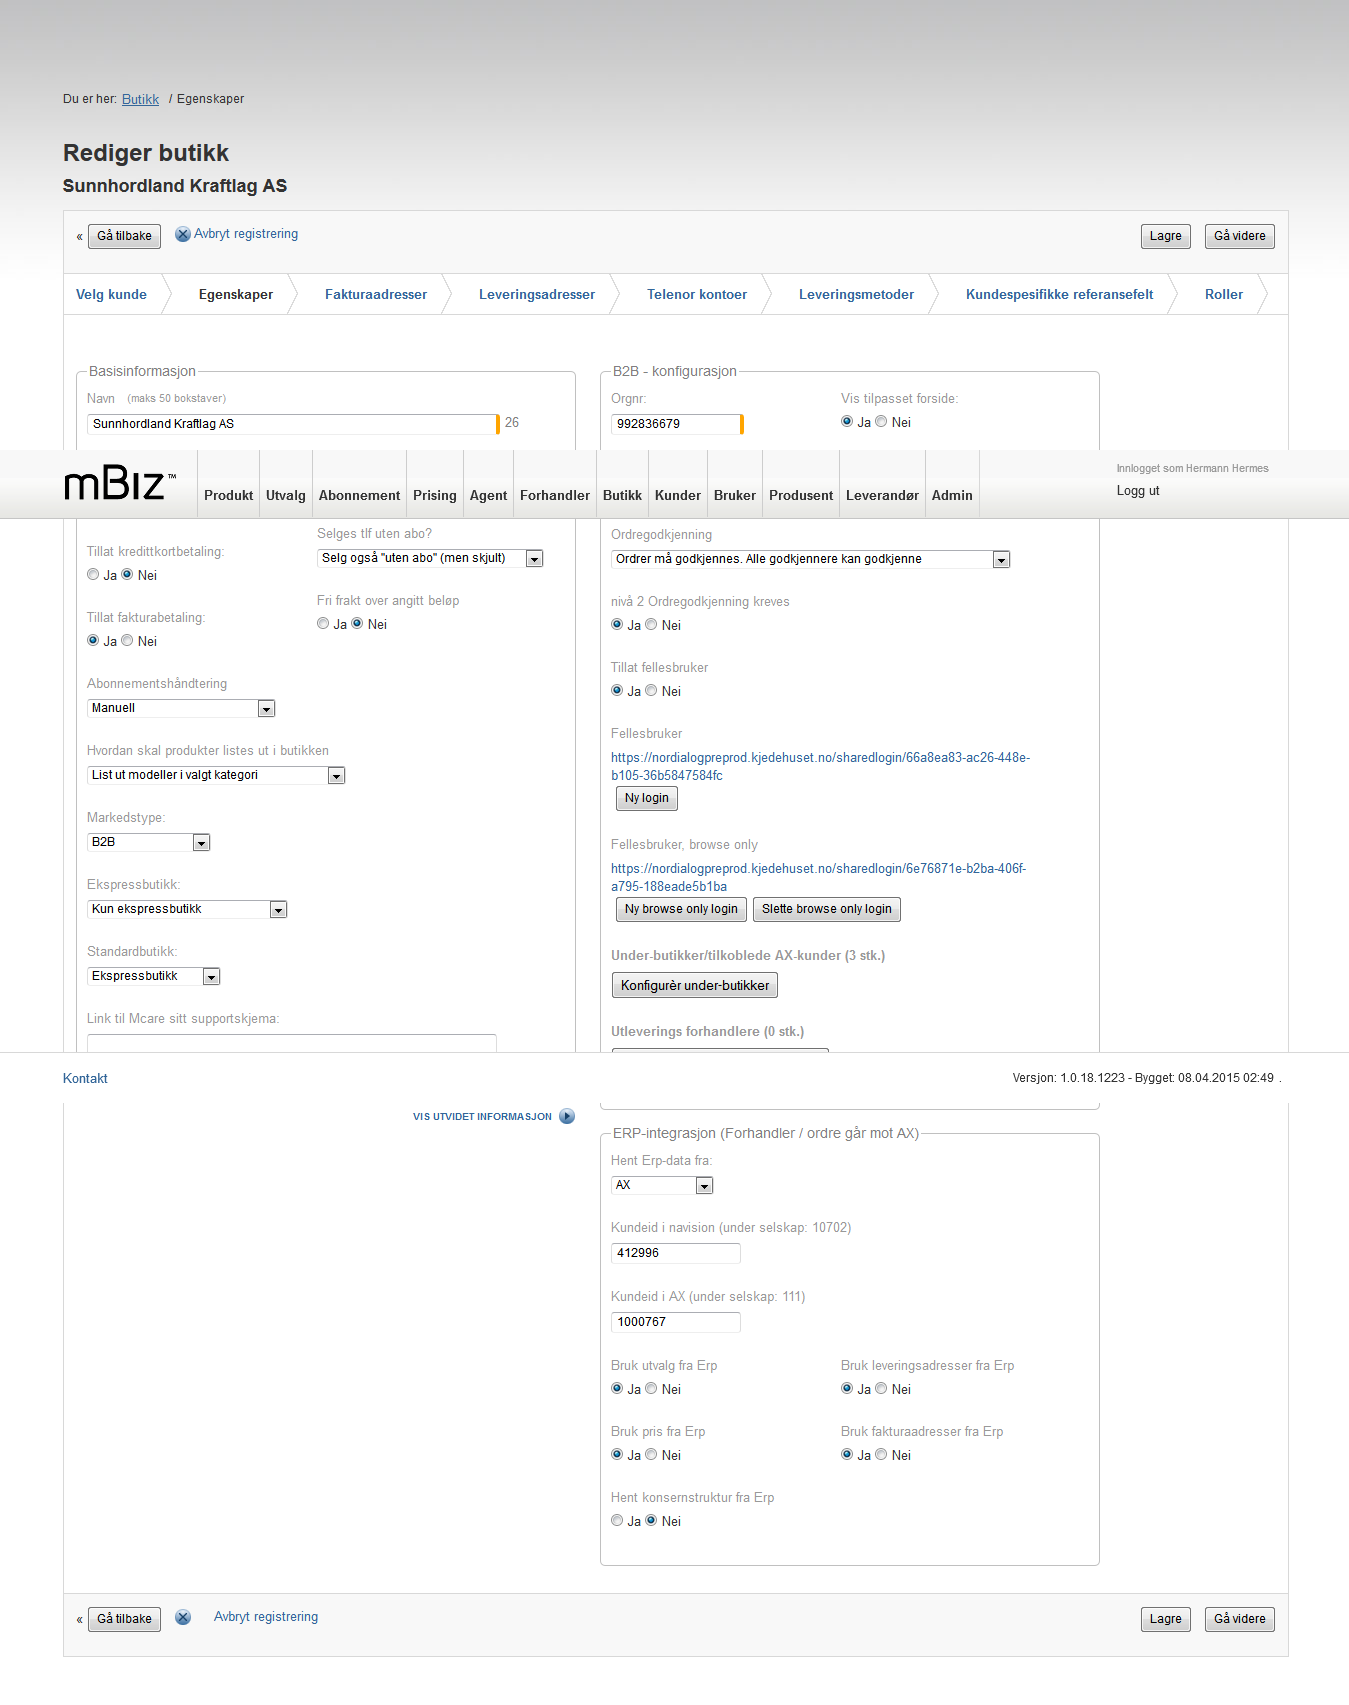 Du er her: Butikk / Egenskaper
Rediger butikk
Sunnhordland Kraftlag AS
« Gå tilbake Avbryt registrering Lagre Gå videre
Velg kunde Egenskaper Fakturaadresser Leveringsadresser Telenor kontoer Leveringsmetoder Kundespesifikke referansefelt Roller
Basisinformasjon
Navn (maks 50 bokstaver)
Sunnhordland Kraftlag AS 26
B2B - konfigurasjon
Orgnr: Vis tilpasset forside:
992836679 Ja Nei
mBiz™ Produkt Utvalg Abonnement Prising Agent Forhandler Butikk Kunder Bruker Produsent Leverandør Admin
Innlogget som Hermann Hermes
Logg ut
Tillat kredittkortbetaling:
Ja Nei
Tillat fakturabetaling:
Ja Nei
Selges tlf uten abo?
Selg også "uten abo" (men skjult)
Fri frakt over angitt beløp
Ja Nei
Abonnementshåndtering
Manuell
Hvordan skal produkter listes ut i butikken
List ut modeller i valgt kategori
Markedstype:
B2B
Ekspressbutikk:
Kun ekspressbutikk
Standardbutikk:
Ekspressbutikk
Link til Mcare sitt supportskjema:
Ordregodkjenning
Ordrer må godkjennes. Alle godkjennere kan godkjenne
nivå 2 Ordregodkjenning kreves
Ja Nei
Tillat fellesbruker
Ja Nei
Fellesbruker
https://nordialogpreprod.kjedehuset.no/sharedlogin/66a8ea83-ac26-448e-
b105-36b5847584fc
Ny login
Fellesbruker, browse only
https://nordialogpreprod.kjedehuset.no/sharedlogin/6e76871e-b2ba-406f-
a795-188eade5b1ba
Ny browse only login Slette browse only login
Under-butikker/tilkoblede AX-kunder (3 stk.)
Konfigurèr under-butikker
Utleverings forhandlere (0 stk.)
Kontakt Versjon: 1.0.18.1223 - Bygget: 08.04.2015 02:49 .
VIS UTVIDET INFORMASJON
ERP-integrasjon (Forhandler / ordre går mot AX)
Hent Erp-data fra:
AX
Kundeid i navision (under selskap: 10702)
412996
Kundeid i AX (under selskap: 111)
1000767
Bruk utvalg fra Erp Bruk leveringsadresser fra Erp
Ja Nei Ja Nei
Bruk pris fra Erp Bruk fakturaadresser fra Erp
Ja Nei Ja Nei
Hent konsernstruktur fra Erp
Ja Nei
« Gå tilbake Avbryt registrering Lagre Gå videre